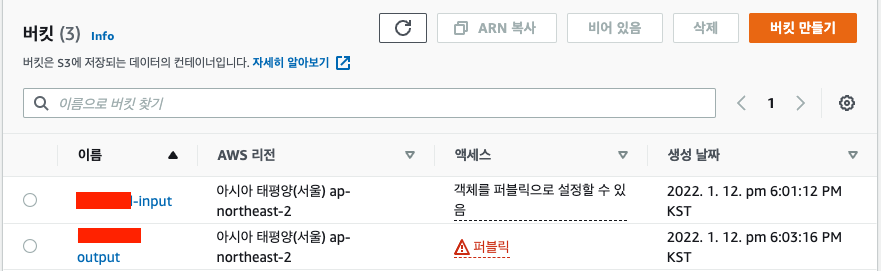 버킷 (3) Info
ARN 복사 비어 있음 삭제 버킷 만들기
버킷은 S3에 저장되는 데이터의 컨테이너입니다. 자세히 알아보기
이름으로 버킷 찾기
1
이름 AWS 리전 액세스 생성 날짜
-input 아시아 태평양(서울) ap- 객체를 퍼블릭으로 설정할 수 있 2022. 1. 12. pm 6:01:12 PM
northeast-2 음 KST
아시아 태평양(서울) ap- 퍼블릭 2022. 1. 12. pm 6:03:16 PM
output northeast-2 KST